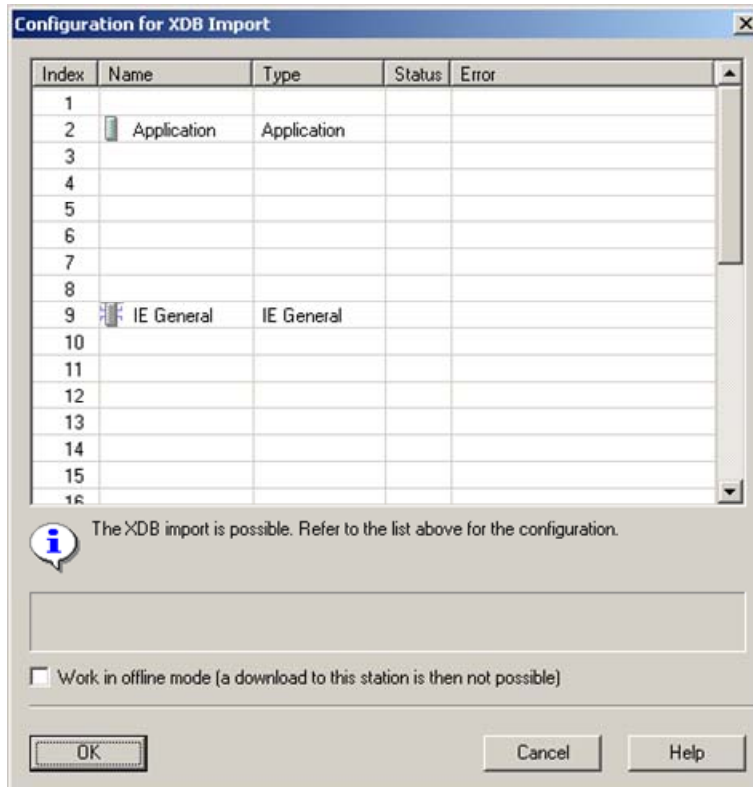 Configuration for XDB Import
Index Name Type Status Error
1
2 Application Application
3
4
5
6
7
8
9 IE General IE General
10
11
12
13
14
15
16
The XDB import is possible. Refer to the list above for the configuration.
Work in offline mode (a download to this station is then not possible)
OK Cancel Help